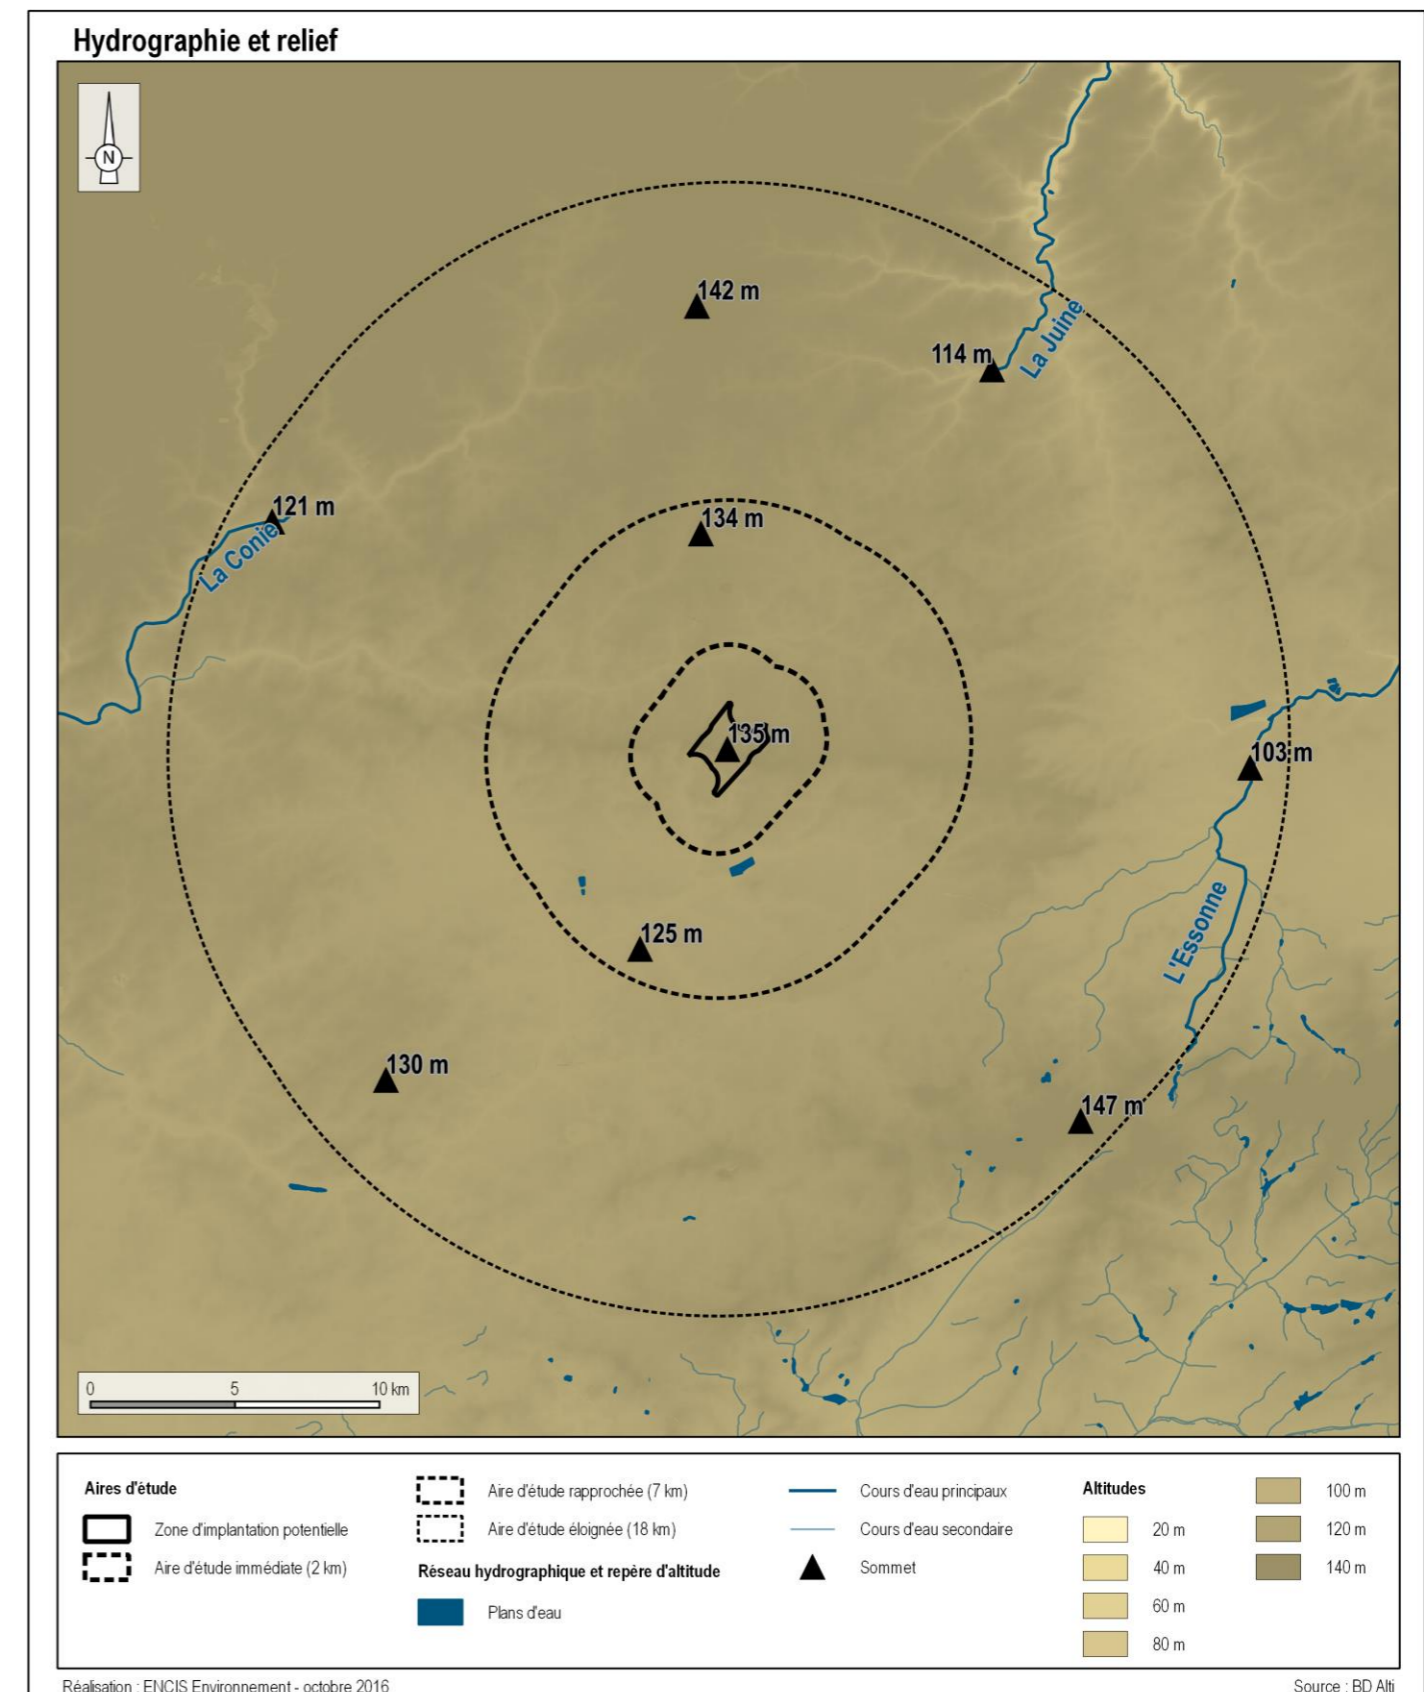 Hydrographie et relief
N
142 m
114 m
La Juine
121 m
La Conie
134 m
135 m
103 m
L'Essonne
125 m
130 m
147 m
0 5 10 km
Aires d'étude
Zone d'implantation potentielle
Aire d'étude immédiate (2 km)
Aire d'étude rapprochée (7 km)
Aire d'étude éloignée (18 km)
Réseau hydrographique et repère d'altitude
Plans d'eau
Cours d'eau principaux
Cours d'eau secondaire
Sommet
Altitudes
20 m
40 m
60 m
80 m
100 m
120 m
140 m
Réalisation : ENCIS Environnement - octobre 2016
Source : BD Alti